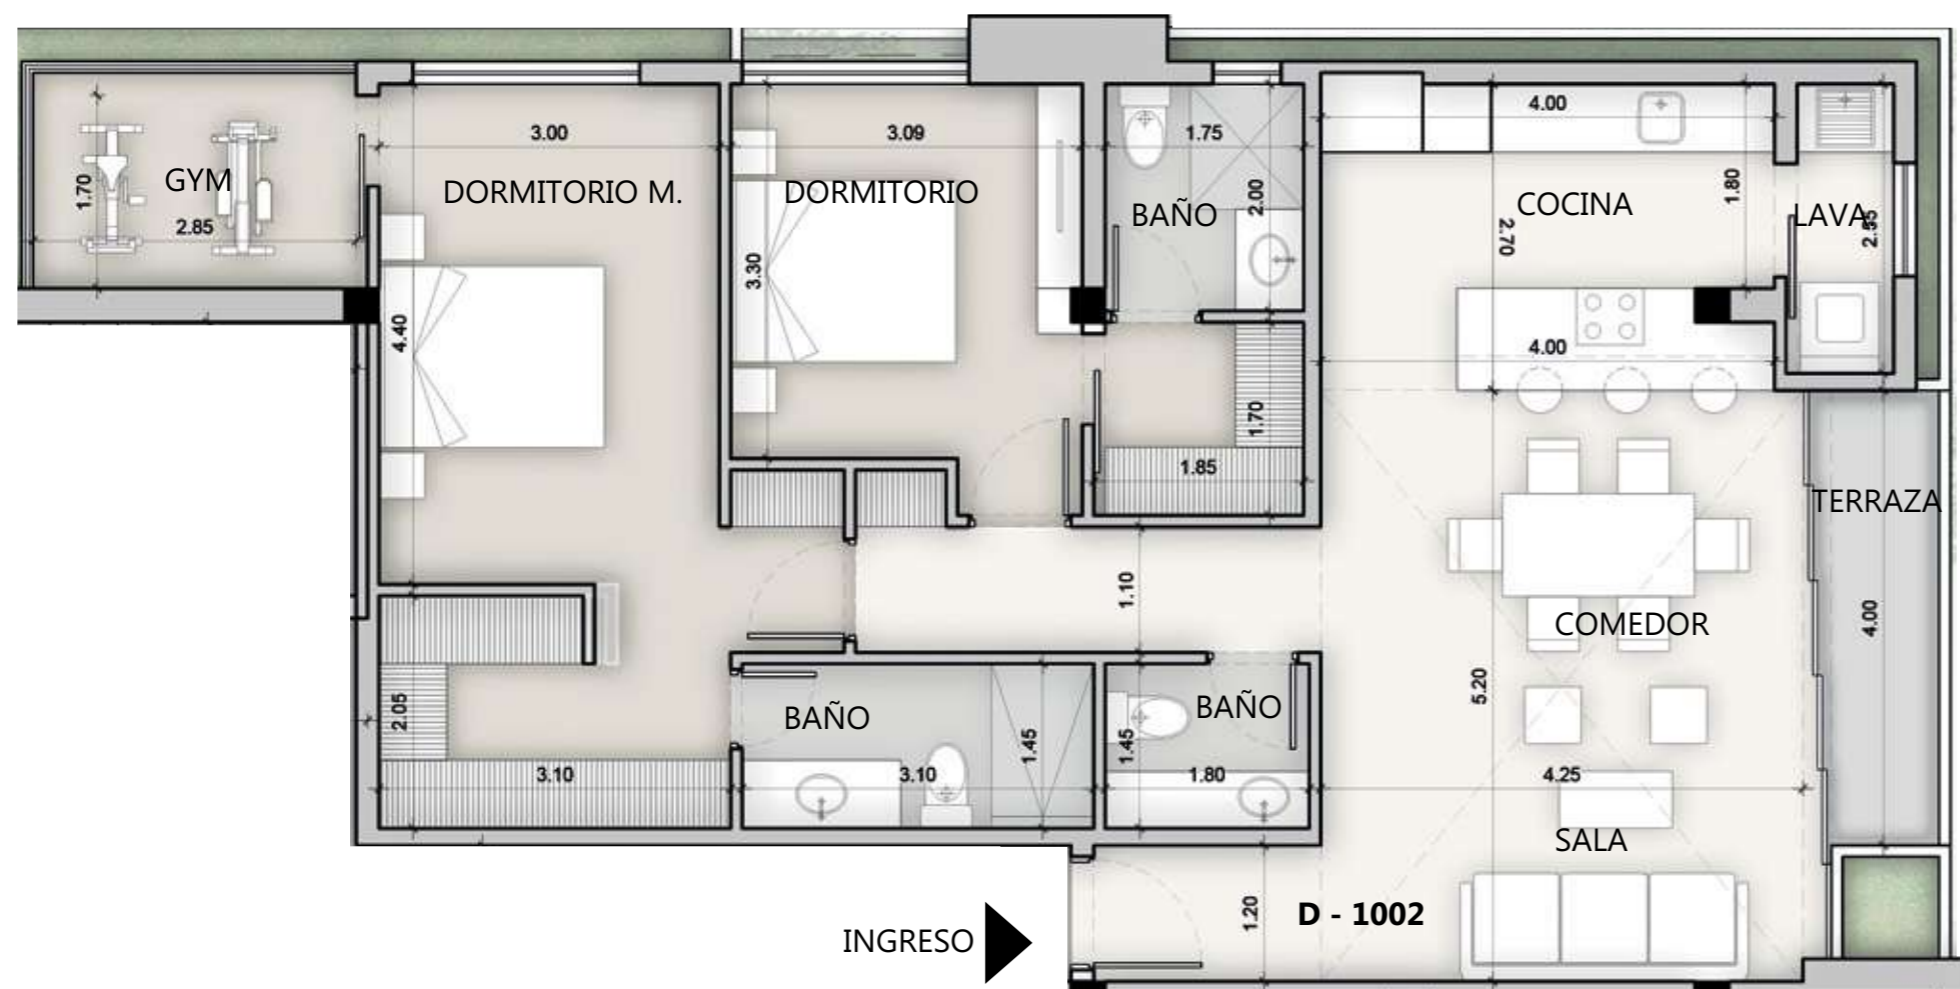 4.00
3.00
3.09
1.75
GYM
1.70
2.85
DORMITORIO M.
DORMITORIO
BAÑO
2.00
COCINA
1.80
LAVA
2.55
2.70
3.30
4.40
4.00
1.70
1.85
TERRAZA
1.10
COMEDOR
4.00
5.20
2.05
BAÑO
BAÑO
1.45
1.45
3.10
3.10
1.80
4.25
SALA
1.20
D - 1002
INGRESO